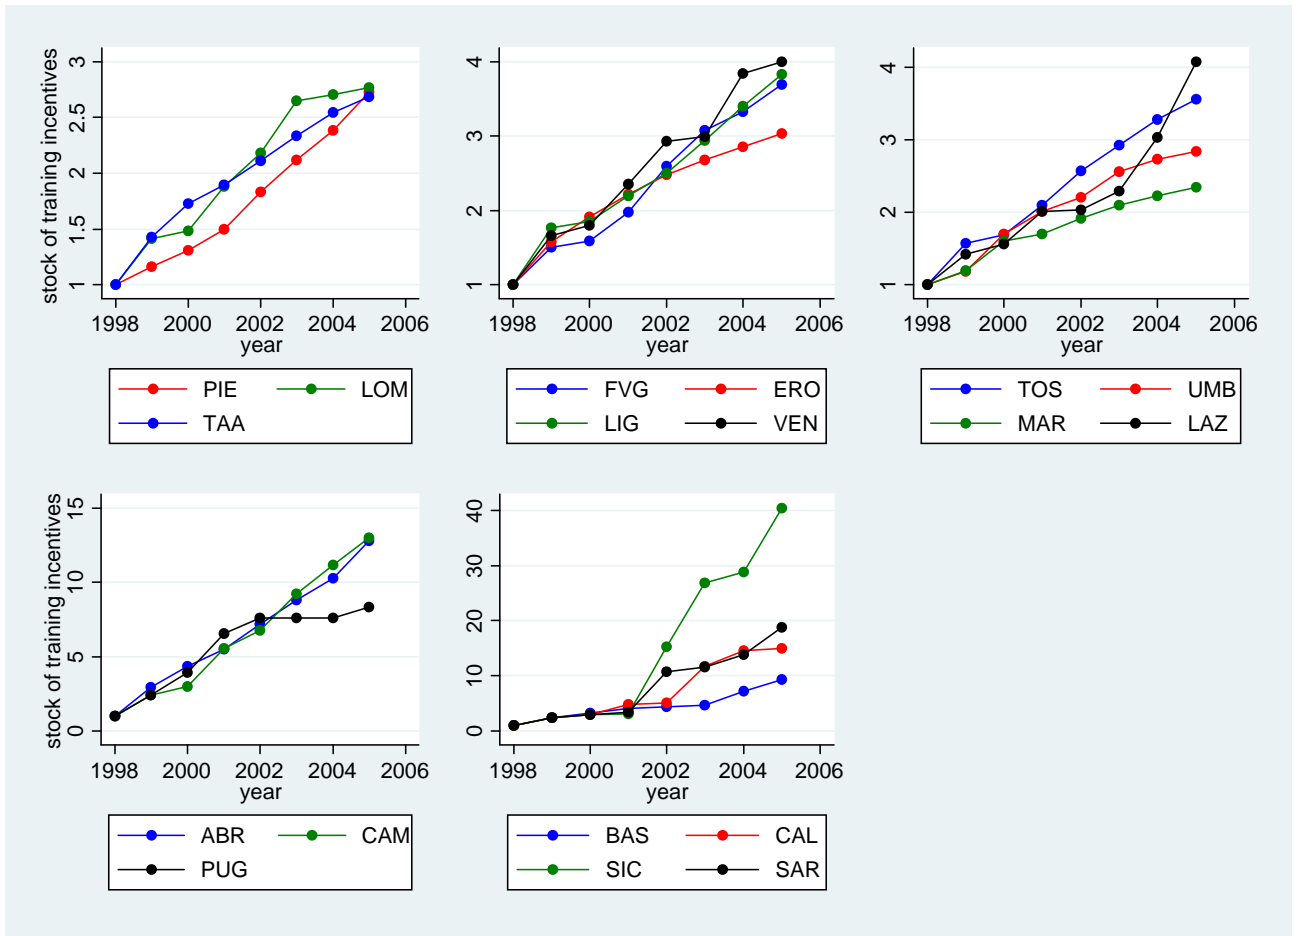 stock of training incentives
3
2.5
2
1.5
1
1998 2000 2002 2004 2006
year
PIE LOM
TAA
4
3
2
1
1998 2000 2002 2004 2006
year
FVG ERO
LIG VEN
4
3
2
1
1998 2000 2002 2004 2006
year
TOS UMB
MAR LAZ
stock of training incentives
15
10
5
0
1998 2000 2002 2004 2006
year
ABR CAM
PUG
40
30
20
10
0
1998 2000 2002 2004 2006
year
BAS CAL
SIC SAR